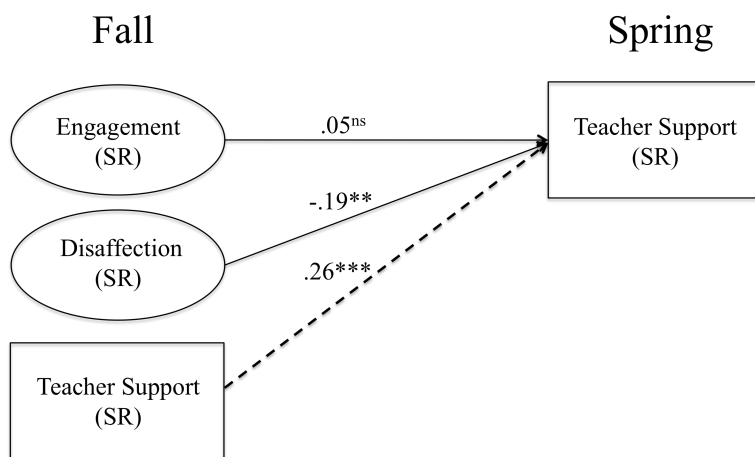 Fall
Spring
Engagement
(SR)
.05ns
Teacher Support
(SR)
-.19**
Disaffection
(SR)
.26***
Teacher Support
(SR)